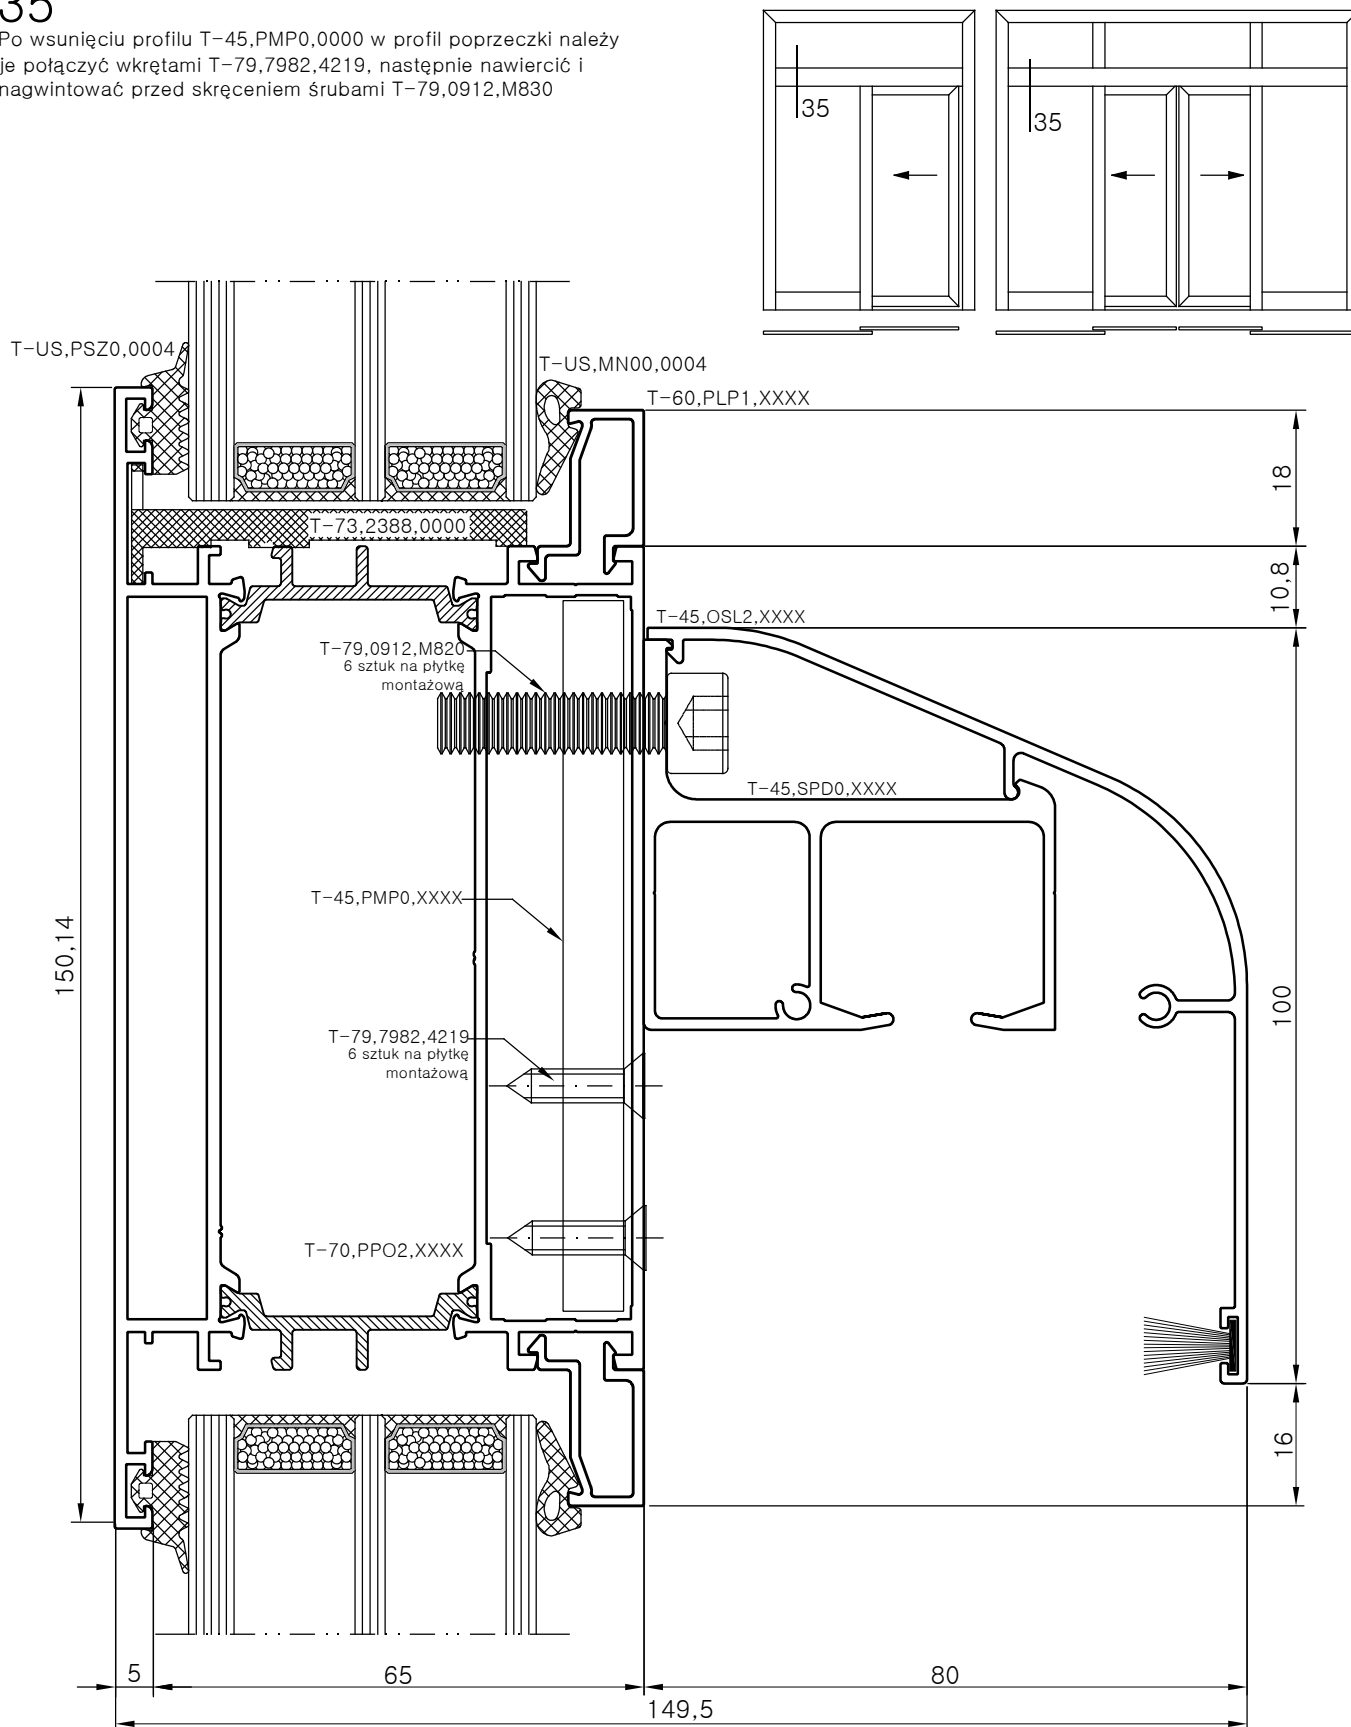 35
Po wsunięciu profilu T-45,PMP0,0000 w profil poprzeczki należy
je połączyć wkrętami T-79,7982,4219, następnie nawiercić i
nagwintować przed skręceniem śrubami T-79,0912,M830
35
35
T-US,PSZ0,0004
T-US,MN00,0004
T-60,PLP1,XXXX
18
T-73,2388,0000
10,8
T-45,OSL2,XXXX
T-79,0912,M820
6 sztuk na płytkę
montażową
T-45,SPD0,XXXX
T-45,PMP0,XXXX
150,14
100
T-79,7982,4219
6 sztuk na płytkę
montażową
T-70,PPO2,XXXX
16
5
65
80
149,5